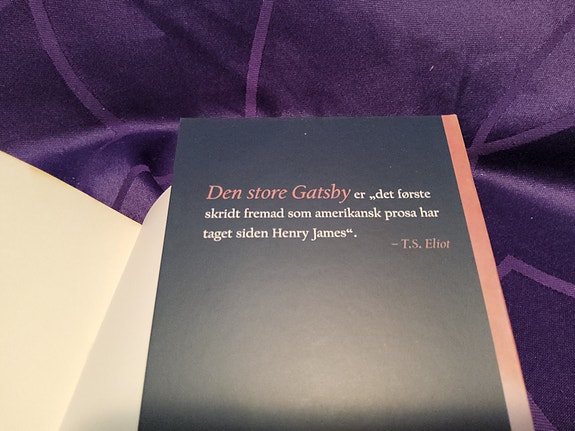 Den store Gatsby er „det første
skridt fremad som amerikansk prosa har
taget siden Henry James“.
– T.S. Eliot